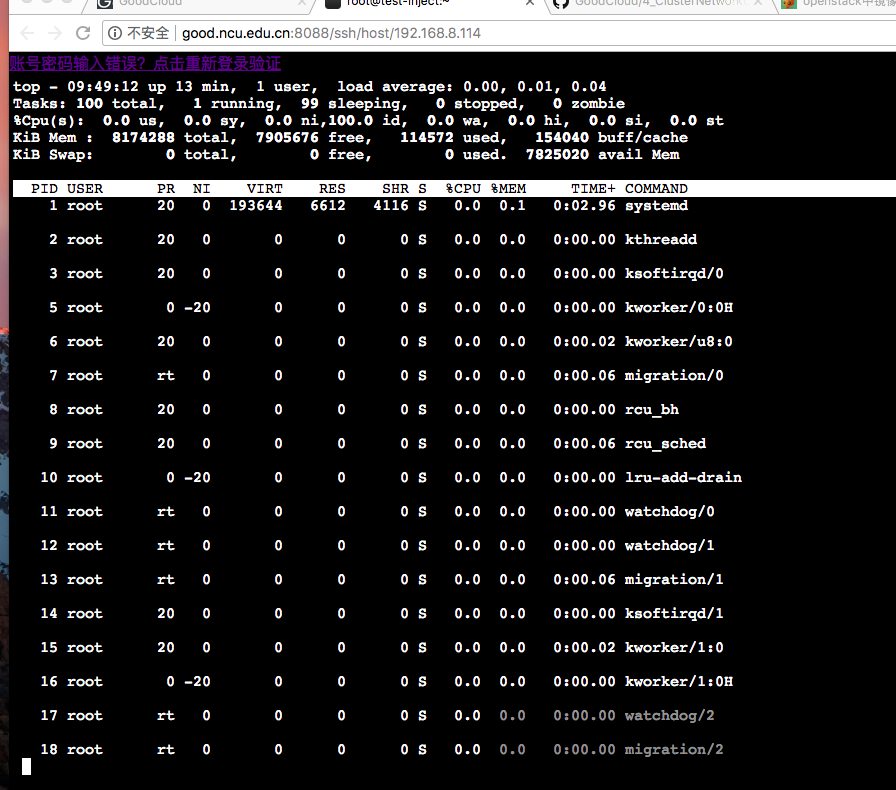 GoodCloud
root@test-inject:~
GoodCloud/4_ClusterNetwork
openstack中镜像
不安全 good.ncu.edu.cn:8088/ssh/host/192.168.8.114
账号密码输入错误? 点击重新登录验证
top - 09:49:12 up 13 min,  1 user,  load average: 0.00, 0.01, 0.04
Tasks: 100 total,   1 running,  99 sleeping,   0 stopped,   0 zombie
%Cpu(s):  0.0 us,  0.0 sy,  0.0 ni,100.0 id,  0.0 wa,  0.0 hi,  0.0 si,  0.0 st
KiB Mem :  8174288 total,  7905676 free,   114572 used,   154040 buff/cache
KiB Swap:        0 total,        0 free,        0 used.  7825020 avail Mem
PID USER PR NI VIRT RES SHR S %CPU %MEM TIME+ COMMAND
1 root 20 0 193644 6612 4116 S 0.0 0.1 0:02.96 systemd
2 root 20 0 0 0 0 S 0.0 0.0 0:00.00 kthreadd
3 root 20 0 0 0 0 S 0.0 0.0 0:00.00 ksoftirqd/0
5 root 0 -20 0 0 0 S 0.0 0.0 0:00.00 kworker/0:0H
6 root 20 0 0 0 0 S 0.0 0.0 0:00.02 kworker/u8:0
7 root rt 0 0 0 0 S 0.0 0.0 0:00.06 migration/0
8 root 20 0 0 0 0 S 0.0 0.0 0:00.00 rcu_bh
9 root 20 0 0 0 0 S 0.0 0.0 0:00.06 rcu_sched
10 root 0 -20 0 0 0 S 0.0 0.0 0:00.00 lru-add-drain
11 root rt 0 0 0 0 S 0.0 0.0 0:00.00 watchdog/0
12 root rt 0 0 0 0 S 0.0 0.0 0:00.00 watchdog/1
13 root rt 0 0 0 0 S 0.0 0.0 0:00.06 migration/1
14 root 20 0 0 0 0 S 0.0 0.0 0:00.00 ksoftirqd/1
15 root 20 0 0 0 0 S 0.0 0.0 0:00.02 kworker/1:0
16 root 0 -20 0 0 0 S 0.0 0.0 0:00.00 kworker/1:0H
17 root rt 0 0 0 0 S 0.0 0.0 0:00.00 watchdog/2
18 root rt 0 0 0 0 S 0.0 0.0 0:00.00 migration/2